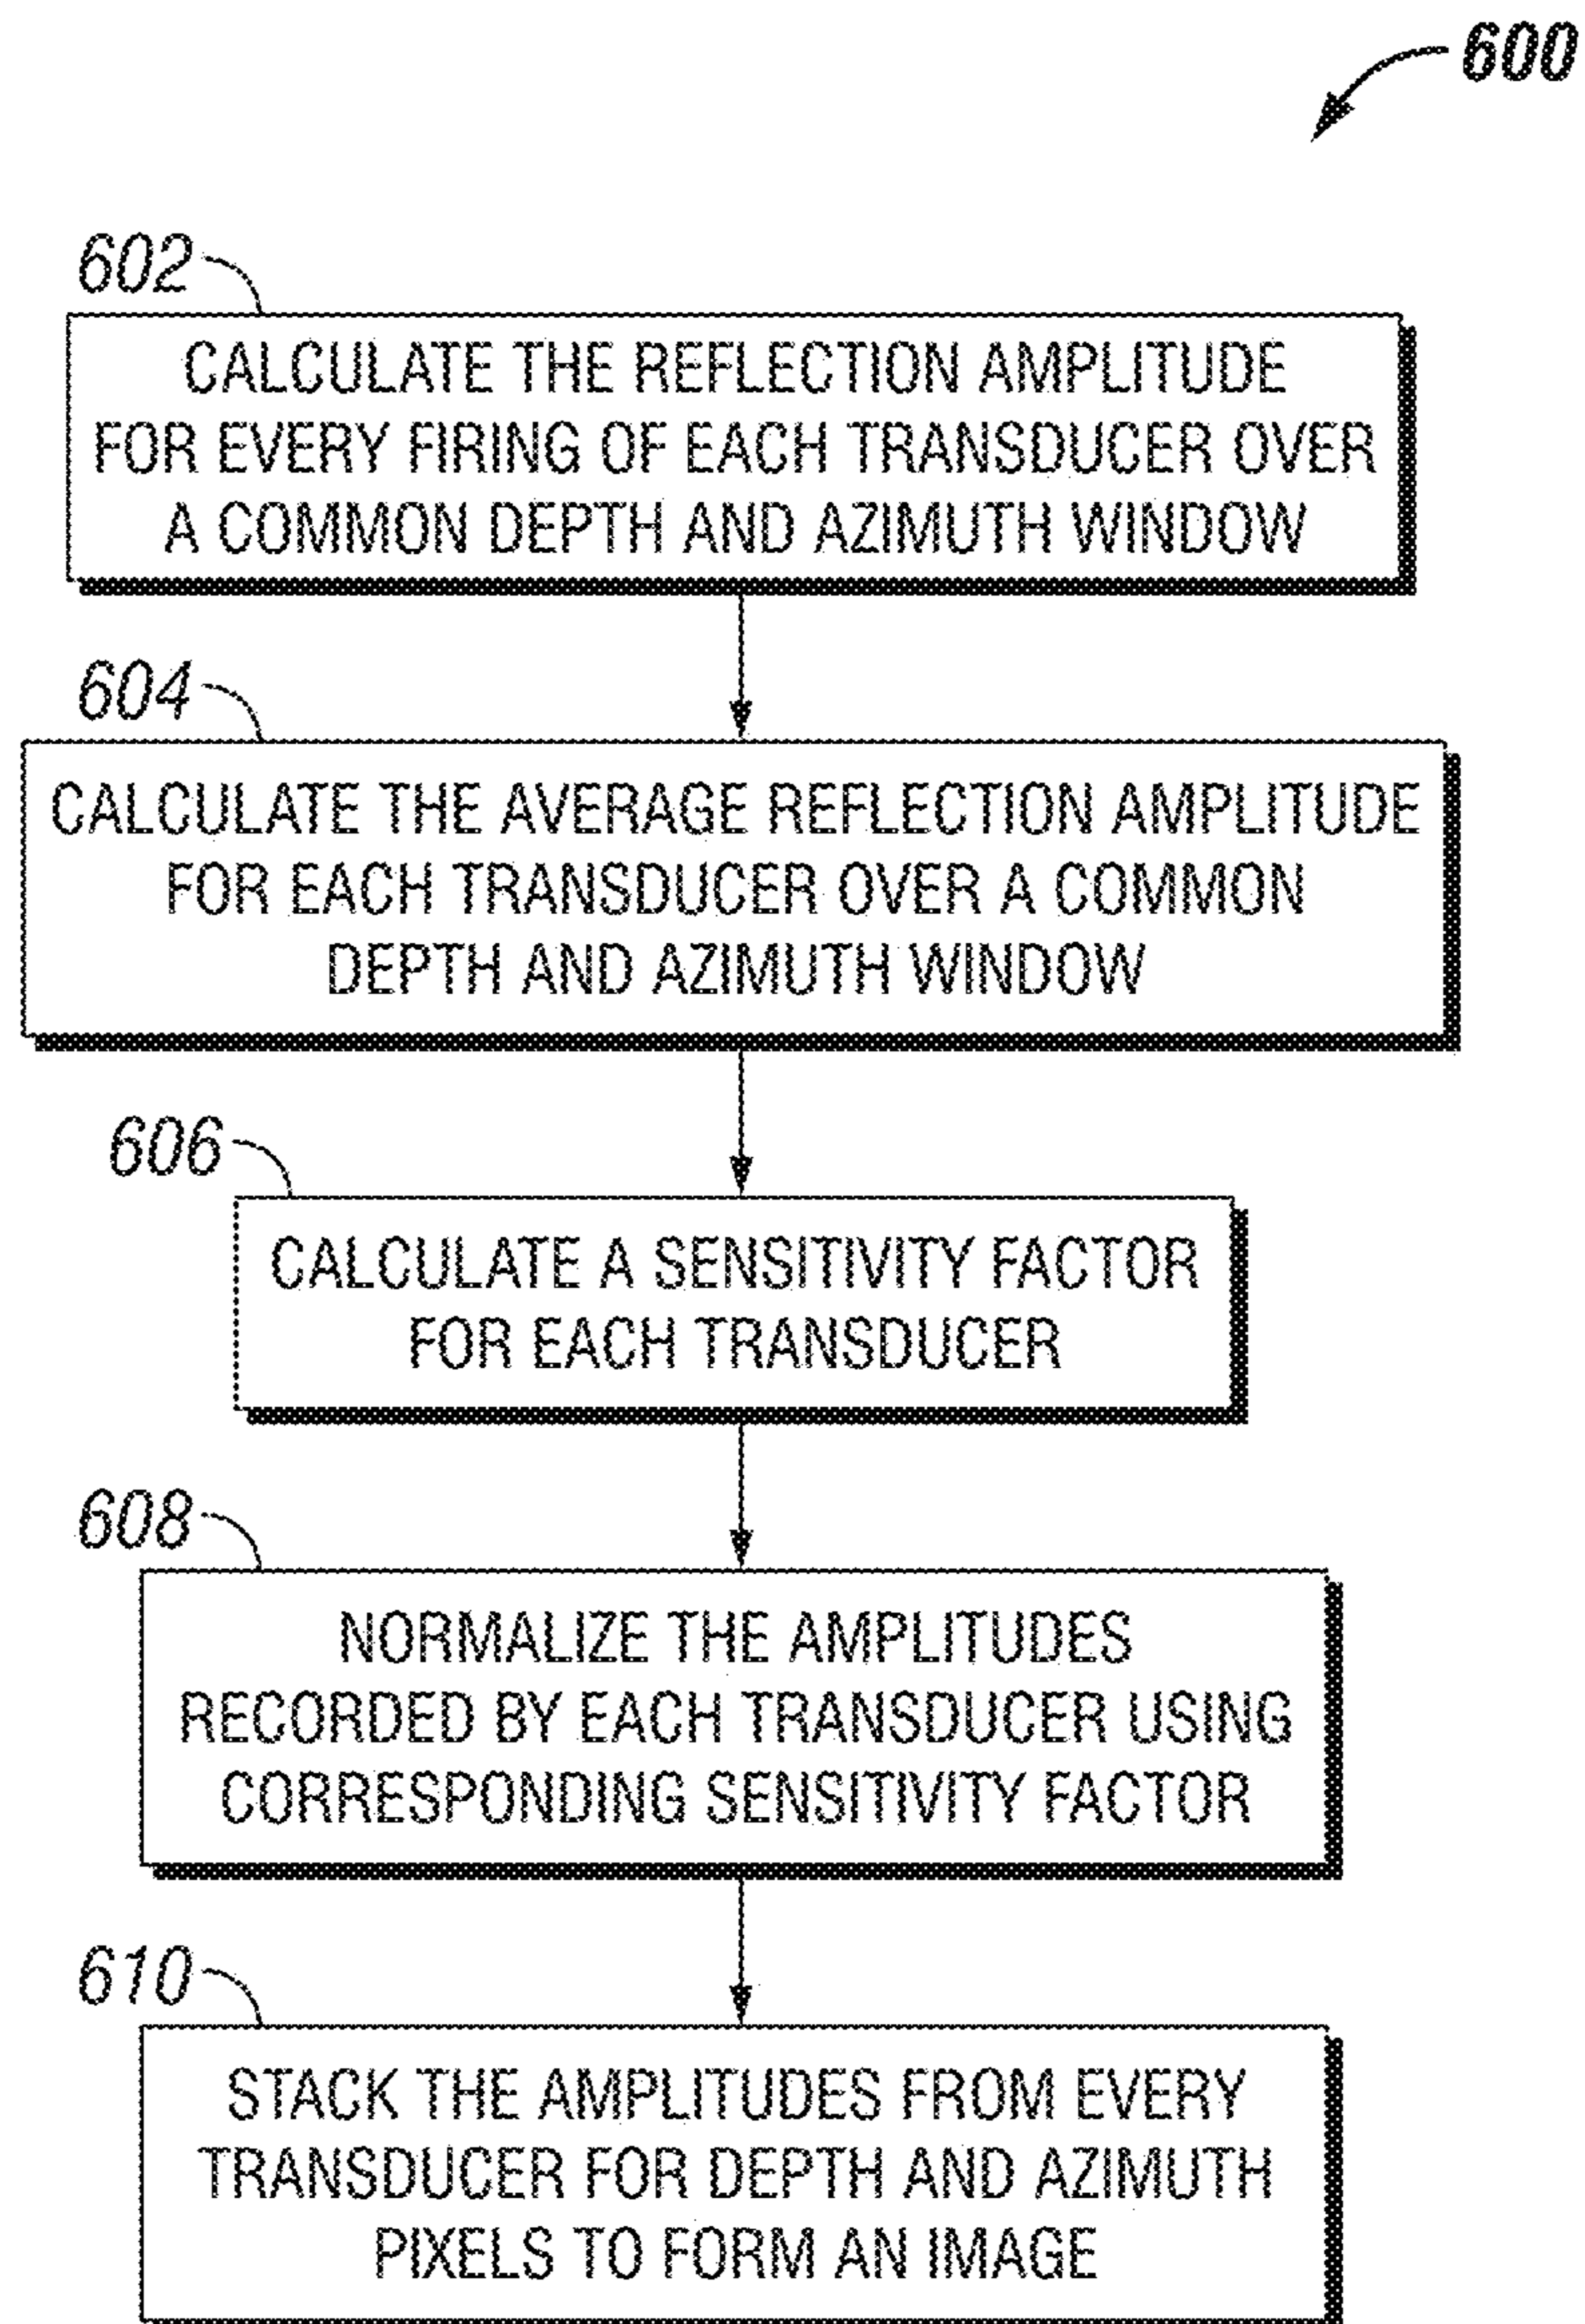 600
602
CALCULATE THE REFLECTION AMPLITUDE
FOR EVERY FIRING OF EACH TRANSDUCER OVER
A COMMON DEPTH AND AZIMUTH WINDOW
604
CALCULATE THE AVERAGE REFLECTION AMPLITUDE
FOR EACH TRANSDUCER OVER A COMMON
DEPTH AND AZIMUTH WINDOW
606
CALCULATE A SENSITIVITY FACTOR
FOR EACH TRANSDUCER
608
NORMALIZE THE AMPLITUDES
RECORDED BY EACH TRANSDUCER USING
CORRESPONDING SENSITIVITY FACTOR
610
STACK THE AMPLITUDES FROM EVERY
TRANSDUCER FOR DEPTH AND AZIMUTH
PIXELS TO FORM AN IMAGE